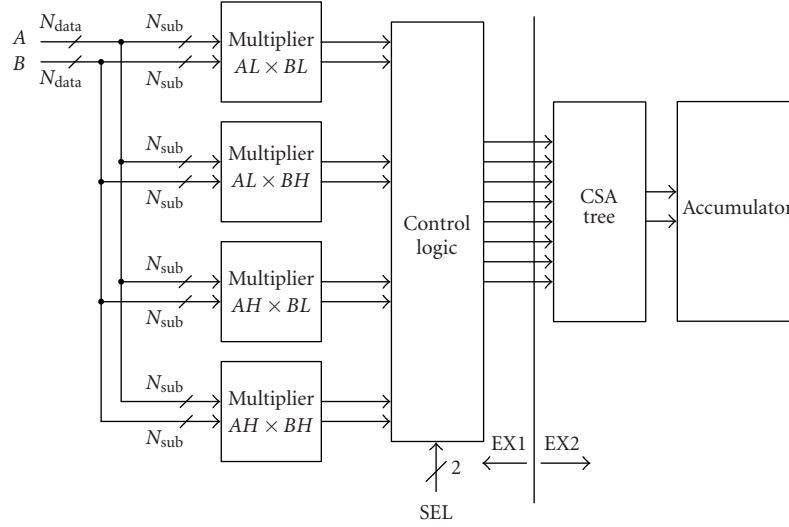 A
N_data
N_sub
B
N_data
N_sub
Multiplier
AL × BL
N_sub
N_sub
Multiplier
AL × BH
N_sub
N_sub
Multiplier
AH × BL
N_sub
N_sub
Multiplier
AH × BH
Control
logic
CSA
tree
Accumulator
2
SEL
EX1
EX2